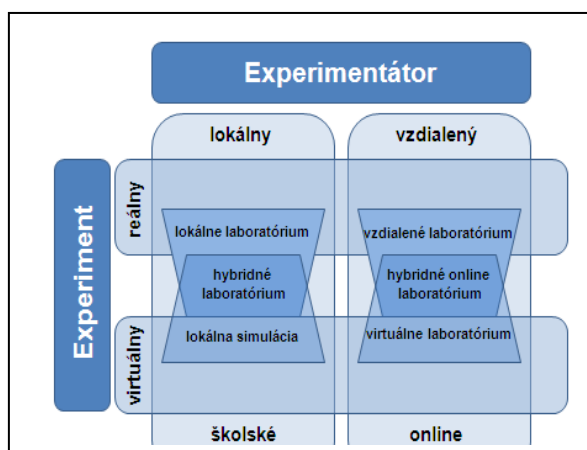 Experimentátor
lokálny
vzdialený
Experiment
reálny
virtuálny
lokálne laboratórium
vzdialené laboratórium
hybridné
laboratórium
hybridné online
laboratórium
lokálna simulácia
virtuálne laboratórium
školské
online